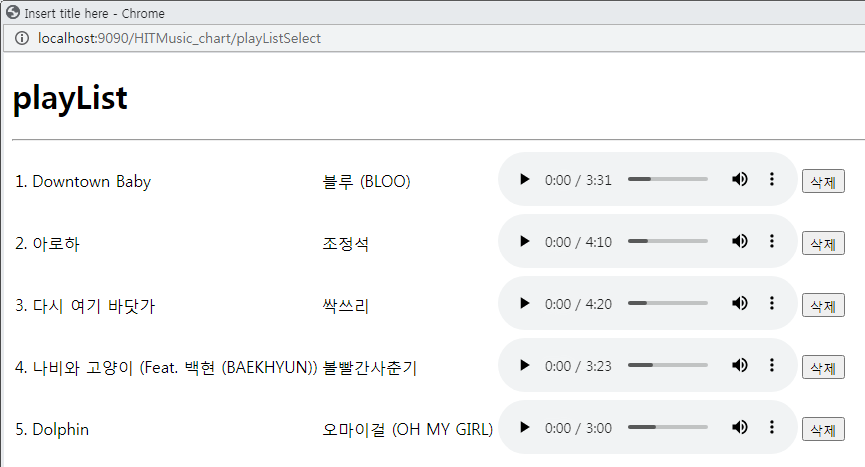 Insert title here - Chrome
localhost:9090/HITMusic_chart/playListSelect
playList
1. Downtown Baby 블루 (BLOO) 0:00 / 3:31 삭제
2. 아로하 조정석 0:00 / 4:10 삭제
3. 다시 여기 바닷가 싹쓰리 0:00 / 4:20 삭제
4. 나비와 고양이 (Feat. 백현 (BAEKHYUN)) 볼빨간사춘기 0:00 / 3:23 삭제
5. Dolphin 오마이걸 (OH MY GIRL) 0:00 / 3:00 삭제